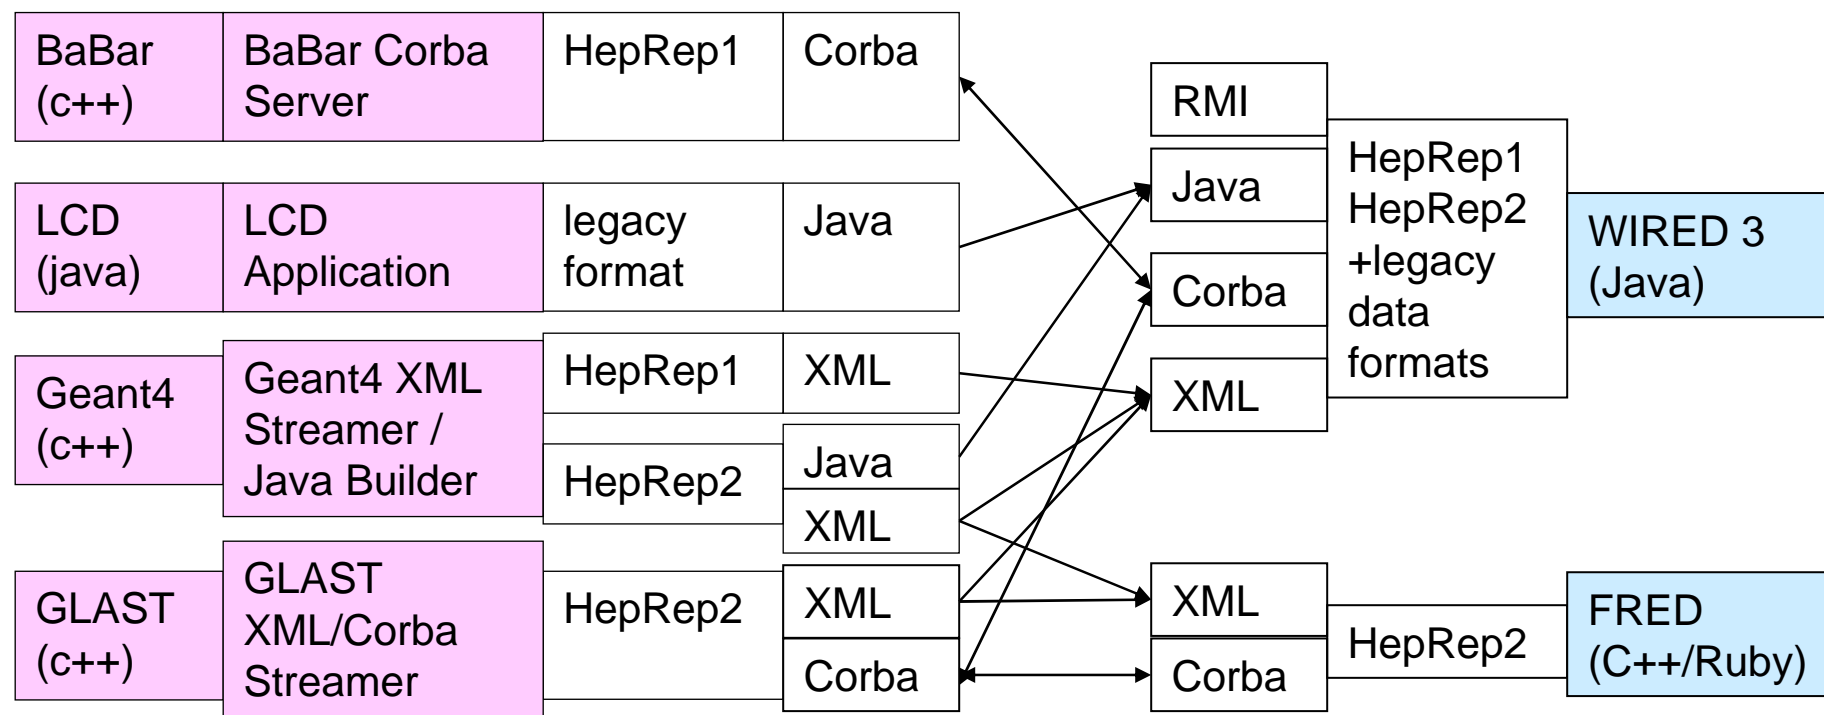 BaBar
(c++)
BaBar Corba
Server
HepRep1
Corba
LCD
(java)
LCD
Application
legacy
format
Java
Geant4
(c++)
Geant4 XML
Streamer /
Java Builder
HepRep1
XML
HepRep2
Java
XML
GLAST
(c++)
GLAST
XML/Corba
Streamer
HepRep2
XML
Corba
RMI
Java
Corba
XML
HepRep1
HepRep2
+legacy
data
formats
WIRED 3
(Java)
XML
Corba
HepRep2
FRED
(C++/Ruby)